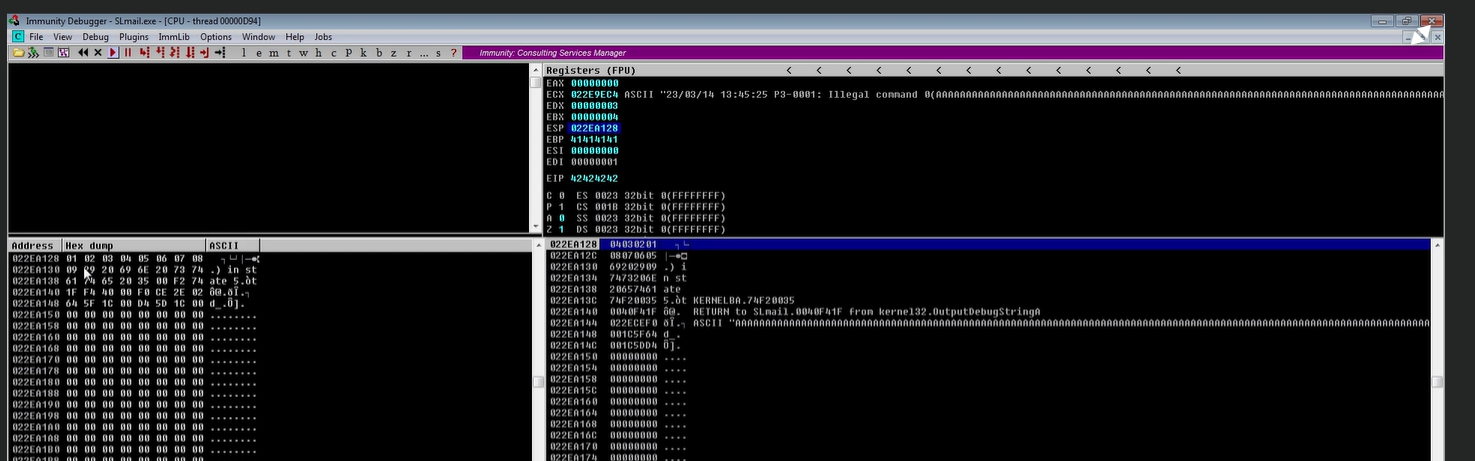 Immunity Debugger - SLmail.exe - [CPU - thread 00000D94]
C File View Debug Plugins ImmLib Options Window Help Jobs
l e m t w h c P k b z r ... s ? Immunity: Consulting Services Manager
Registers (FPU) < < < < < < < < < < < < < <
EAX 00000000
ECX 022E9EC4 ASCII "23/03/14 13:45:25 P3-0001: Illegal command 0(AAAAAAAAAAAAAAAAAAAAAAAAAAAAAAAAAAAAAAAAAAAAAAAAAAAAAAAAAAAAAAAAAAAAAAAAAAAAAAAAAAAA
EDX 00000003
EBX 00000004
ESP 022EA128
EBP 41414141
ESI 00000000
EDI 00000001
EIP 42424242
C 0 ES 0023 32bit 0(FFFFFFFF)
P 1 CS 001B 32bit 0(FFFFFFFF)
A 0 SS 0023 32bit 0(FFFFFFFF)
Z 1 DS 0023 32bit 0(FFFFFFFF)
Address Hex dump ASCII
022EA128 01 02 03 04 05 06 07 08
022EA130 09 29 20 69 6E 20 73 74 .) in st
022EA138 61 74 65 20 35 00 F2 74 ate 5.òt
022EA140 1F F4 40 00 F0 CE 2E 02
022EA148 64 5F 1C 00 D4 5D 1C 00 d_.Ô].
022EA150 00 00 00 00 00 00 00 00 ........
022EA158 00 00 00 00 00 00 00 00 ........
022EA160 00 00 00 00 00 00 00 00 ........
022EA168 00 00 00 00 00 00 00 00 ........
022EA170 00 00 00 00 00 00 00 00 ........
022EA178 00 00 00 00 00 00 00 00 ........
022EA180 00 00 00 00 00 00 00 00 ........
022EA188 00 00 00 00 00 00 00 00 ........
022EA190 00 00 00 00 00 00 00 00 ........
022EA198 00 00 00 00 00 00 00 00 ........
022EA1A0 00 00 00 00 00 00 00 00 ........
022EA1A8 00 00 00 00 00 00 00 00 ........
022EA1B0 00 00 00 00 00 00 00 00 ........
022EA128 04030201
022EA12C 08070605
022EA130 69202909 .) i
022EA134 7473206E n st
022EA138 20657461 ate
022EA13C 74F20035 5.òt KERNELBA.74F20035
022EA140 0040F41F ô@. RETURN to SLmail.0040F41F from kernel32.OutputDebugStringA
022EA144 022ECEF0 ASCII "AAAAAAAAAAAAAAAAAAAAAAAAAAAAAAAAAAAAAAAAAAAAAAAAAAAAAAAAAAAAAAAAAAAAAAAAAAAAAAAAAAAAAAAAAAAAAAAAAAAAAAAAAAAAAAAA
022EA148 001C5F64 d_.
022EA14C 001C5DD4 Ô].
022EA150 00000000 ....
022EA154 00000000 ....
022EA158 00000000 ....
022EA15C 00000000 ....
022EA160 00000000 ....
022EA164 00000000 ....
022EA168 00000000 ....
022EA16C 00000000 ....
022EA170 00000000 ....
022EA174 00000000 ....